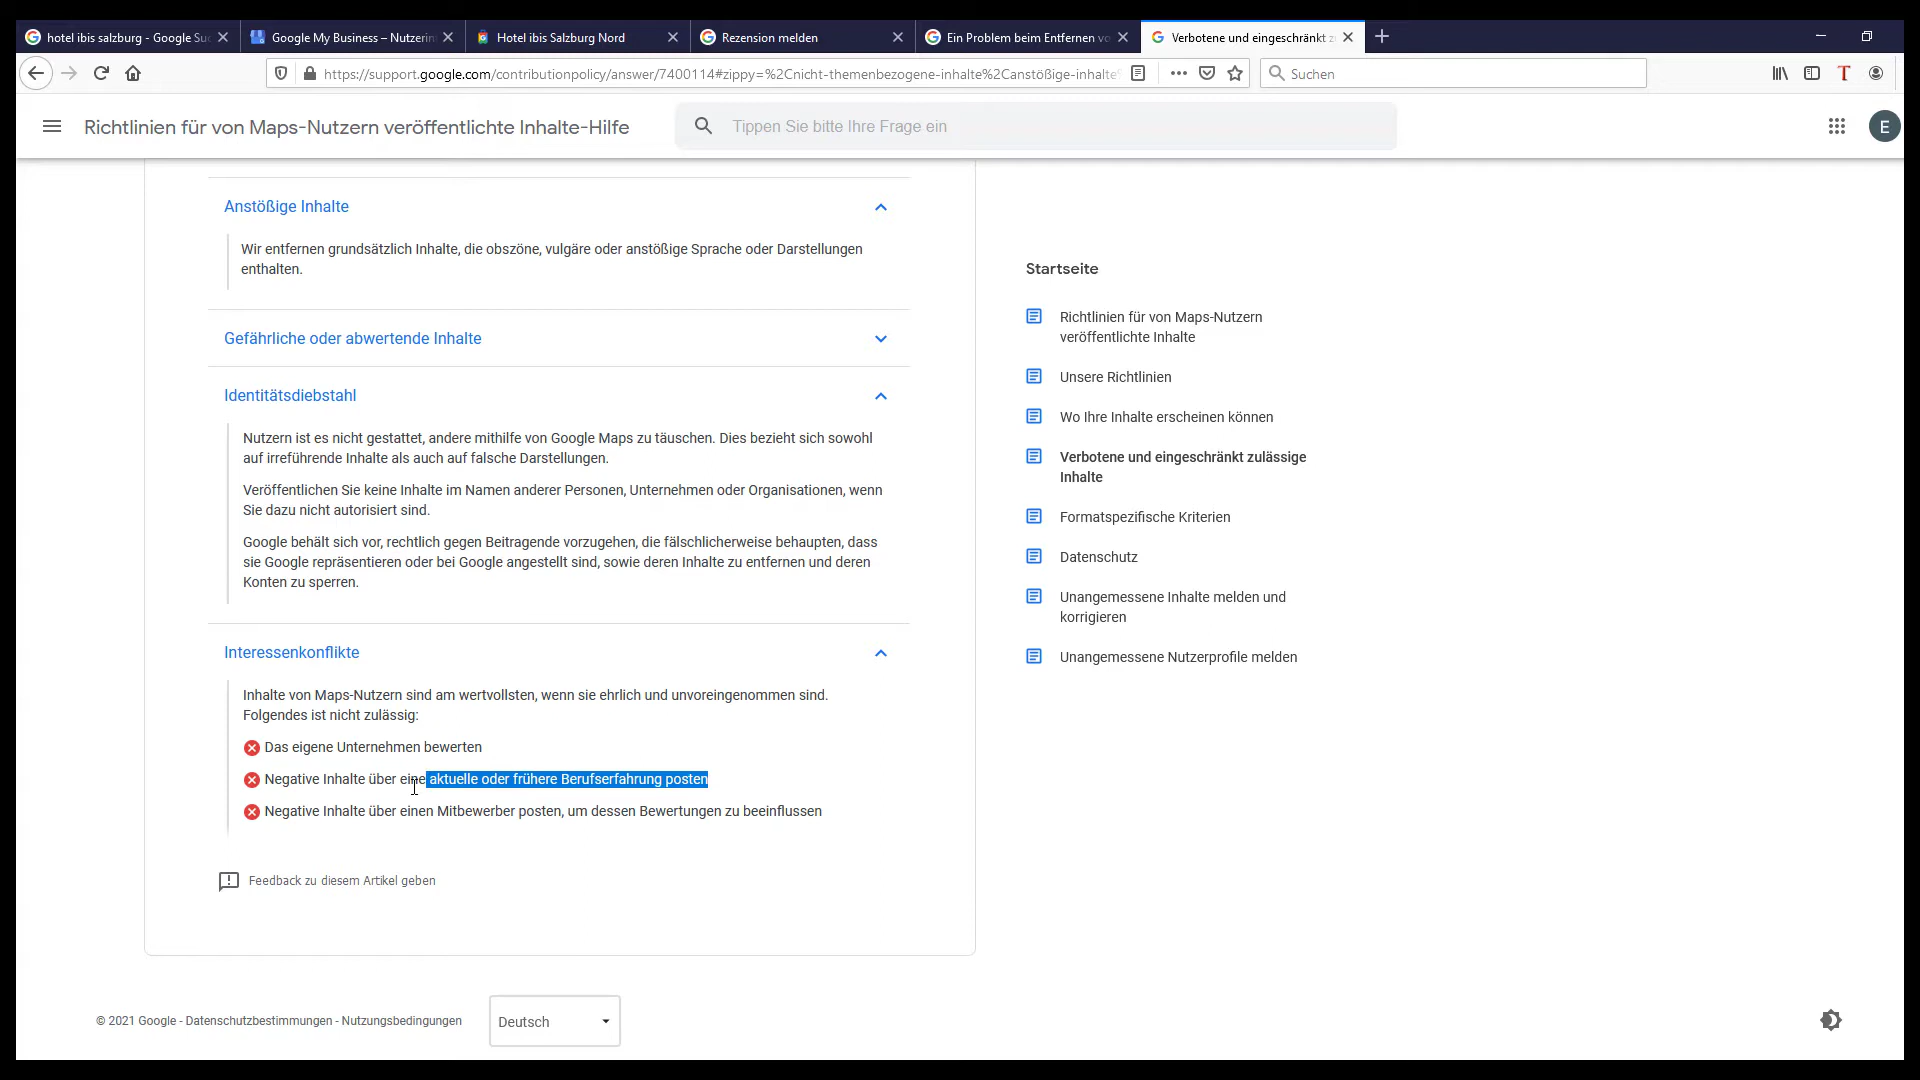 hotel ibis salzburg - Google Su
Google My Business – Nutzerin
Hotel ibis Salzburg Nord
Rezension melden
Ein Problem beim Entfernen vo
Verbotene und eingeschränkt z
https://support.google.com/contributionpolicy/answer/7400114#zippy=%2Cnicht-themenbezogene-inhalte%2Canstößige-inhalte
Suchen
Richtlinien für von Maps-Nutzern veröffentlichte Inhalte-Hilfe
Tippen Sie bitte Ihre Frage ein
E
Anstößige Inhalte
Wir entfernen grundsätzlich Inhalte, die obszöne, vulgäre oder anstößige Sprache oder Darstellungen
enthalten.
Gefährliche oder abwertende Inhalte
Identitätsdiebstahl
Nutzern ist es nicht gestattet, andere mithilfe von Google Maps zu täuschen. Dies bezieht sich sowohl
auf irreführende Inhalte als auch auf falsche Darstellungen.
Veröffentlichen Sie keine Inhalte im Namen anderer Personen, Unternehmen oder Organisationen, wenn
Sie dazu nicht autorisiert sind.
Google behält sich vor, rechtlich gegen Beitragende vorzugehen, die fälschlicherweise behaupten, dass
sie Google repräsentieren oder bei Google angestellt sind, sowie deren Inhalte zu entfernen und deren
Konten zu sperren.
Interessenkonflikte
Inhalte von Maps-Nutzern sind am wertvollsten, wenn sie ehrlich und unvoreingenommen sind.
Folgendes ist nicht zulässig:
Das eigene Unternehmen bewerten
Negative Inhalte über eine aktuelle oder frühere Berufserfahrung posten
Negative Inhalte über einen Mitbewerber posten, um dessen Bewertungen zu beeinflussen
Feedback zu diesem Artikel geben
Startseite
Richtlinien für von Maps-Nutzern
veröffentlichte Inhalte
Unsere Richtlinien
Wo Ihre Inhalte erscheinen können
Verbotene und eingeschränkt zulässige
Inhalte
Formatspezifische Kriterien
Datenschutz
Unangemessene Inhalte melden und
korrigieren
Unangemessene Nutzerprofile melden
© 2021 Google - Datenschutzbestimmungen - Nutzungsbedingungen
Deutsch